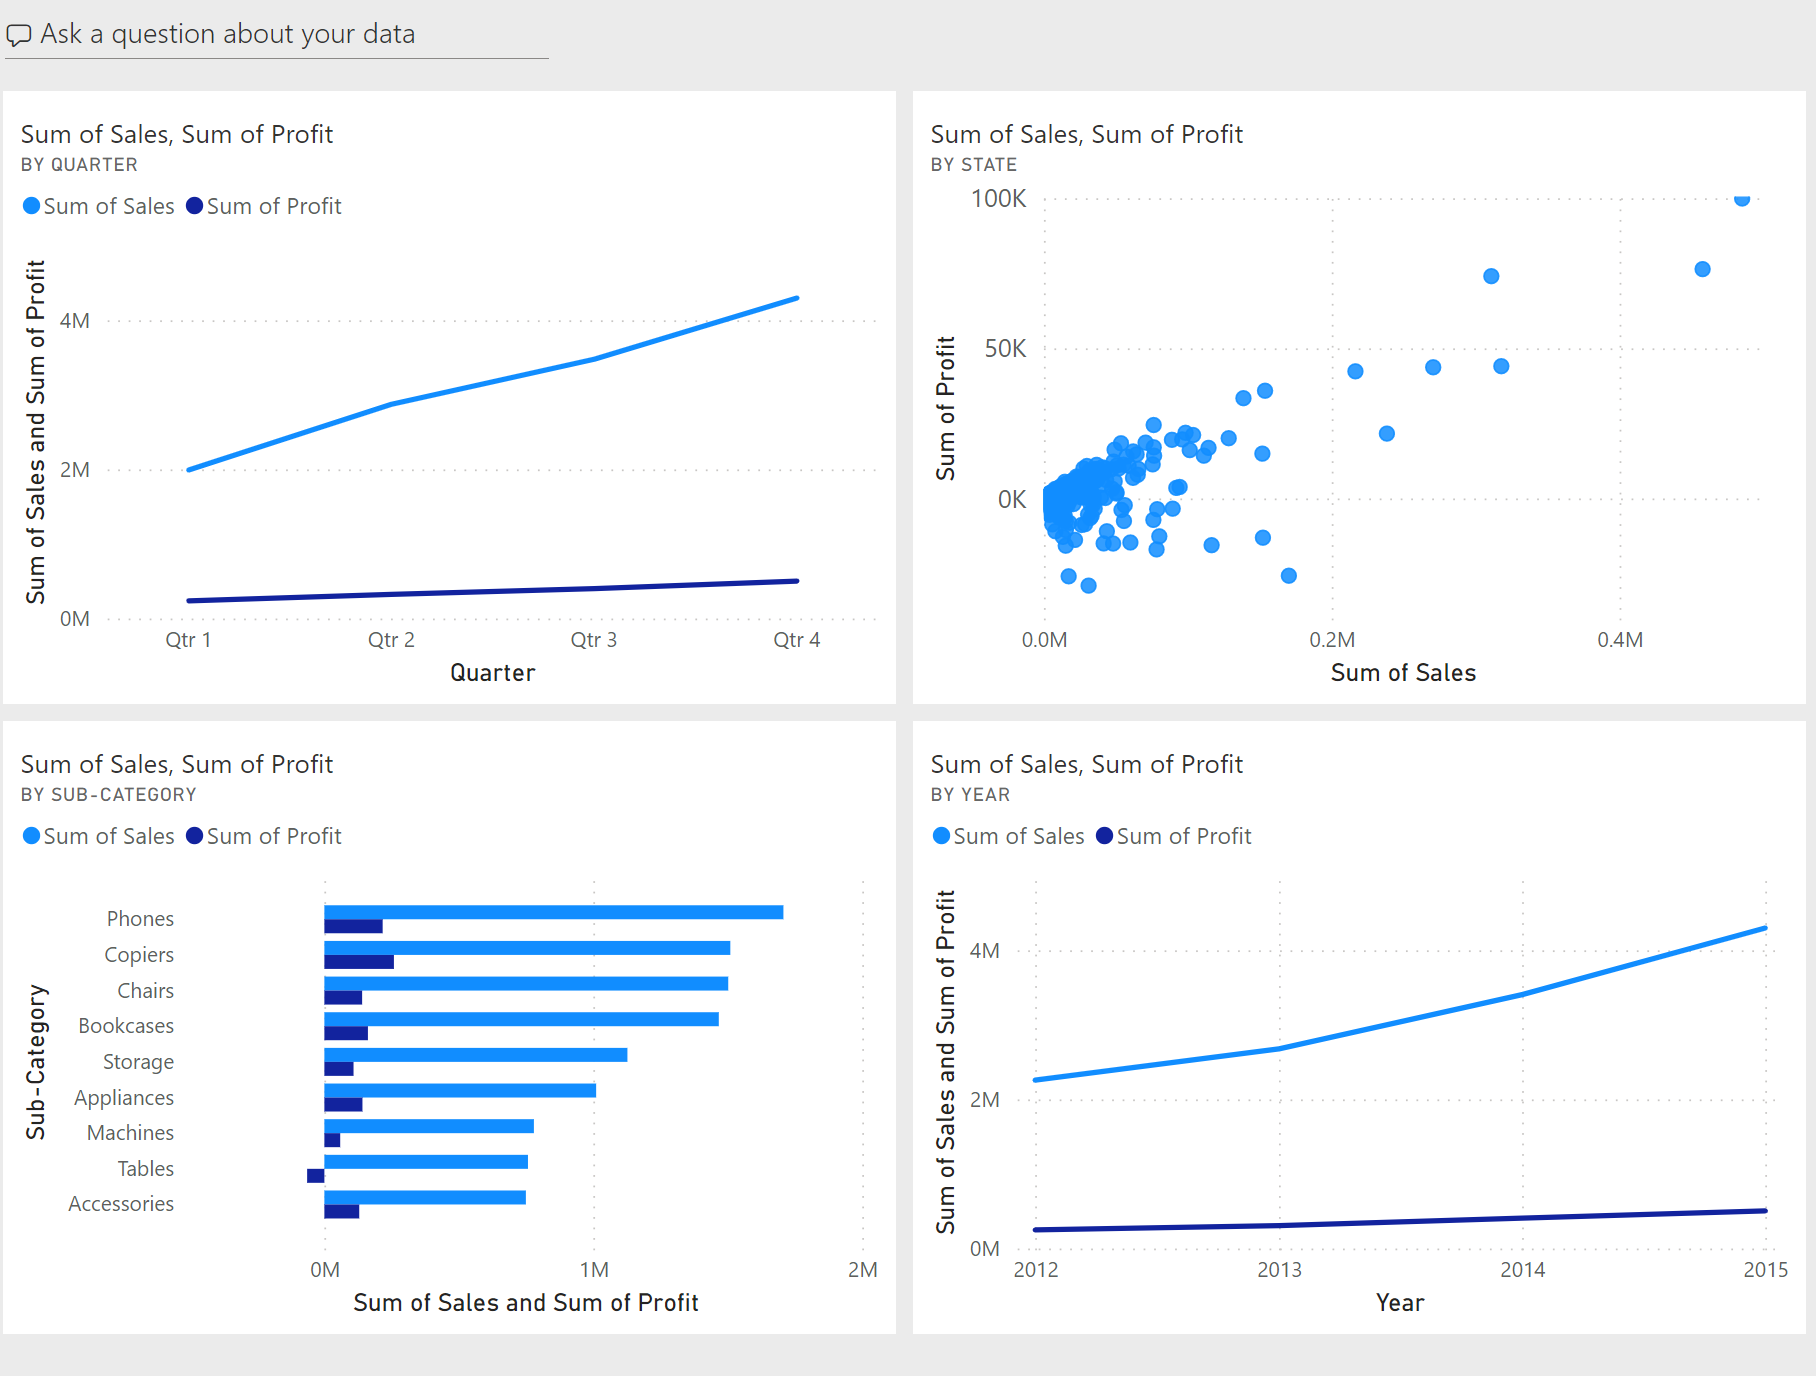 Ask a question about your data
Sum of Sales, Sum of Profit
BY QUARTER
Sum of Sales Sum of Profit
Sum of Sales and Sum of Profit
4M
2M
0M
Qtr 1 Qtr 2 Qtr 3 Qtr 4
Quarter
Sum of Sales, Sum of Profit
BY STATE
Sum of Profit
100K
50K
0K
0.0M 0.2M 0.4M
Sum of Sales
Sum of Sales, Sum of Profit
BY SUB-CATEGORY
Sum of Sales Sum of Profit
Sub-Category
Phones
Copiers
Chairs
Bookcases
Storage
Appliances
Machines
Tables
Accessories
0M 1M 2M
Sum of Sales and Sum of Profit
Sum of Sales, Sum of Profit
BY YEAR
Sum of Sales Sum of Profit
Sum of Sales and Sum of Profit
4M
2M
0M
2012 2013 2014 2015
Year